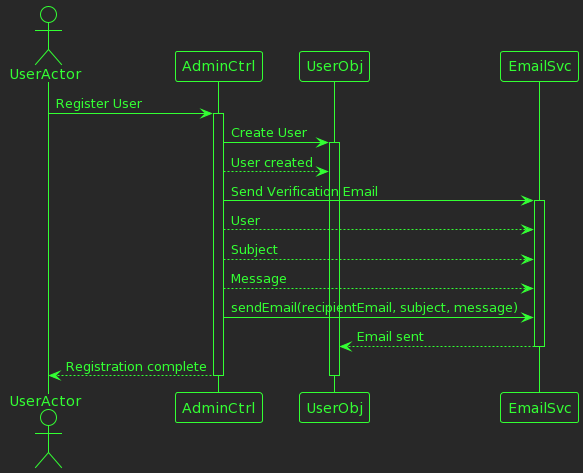 UserActor
AdminCtrl
UserObj
EmailSvc
Register User
Create User
User created
Send Verification Email
User
Subject
Message
sendEmail(recipientEmail, subject, message)
Email sent
Registration complete
UserActor
AdminCtrl
UserObj
EmailSvc